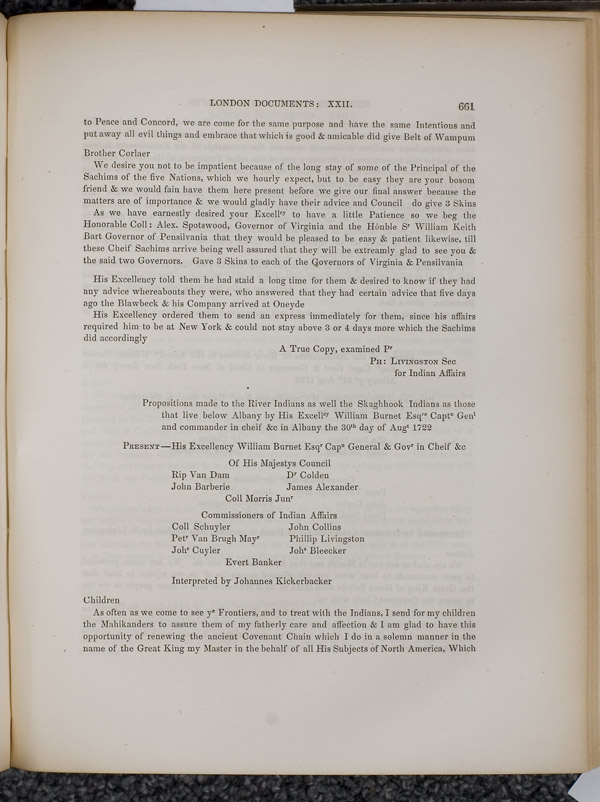 LONDON DOCUMENTS: XXII. 661
to Peace and Concord, we are come for the same purpose and have the same Intentions and
put away all evil things and embrace that which is good & amicable did give Belt of Wampum
Brother Corlaer
We desire you not to be impatient because of the long stay of some of the Principal of the
Sachims of the five Nations, which we hourly expect, but to be easy they are your bosom
friend & we would fain have them here present before we give our final answer because the
matters are of importance & we would gladly have their advice and Council do give 3 Skins
As we have earnestly desired your Excellcy to have a little Patience so we beg the
Honorable Coll: Alex. Spotswood, Governor of Virginia and the Hònble Sr William Keith
Bart Governor of Pensilvania that they would be pleased to be easy & patient likewise, till
these Cheif Sachims arrive being well assured that they will be extreamly glad to see you &
the said two Governors. Gave 3 Skins to each of the Governors of Virginia & Pensilvania
His Excellency told them he had staid a long time for them & desired to know if they had
any advice whereabouts they were, who answered that they had certain advice that five days
ago the Blawbeck & his Company arrived at Oneyde
His Excellency ordered them to send an express immediately for them, since his affairs
required him to be at New York & could not stay above 3 or 4 days more which the Sachims
did accordingly
A True Copy, examined Pr
Ph: Livingston Sec
for Indian Affairs
Propositions made to the River Indians as well the Skaghhook Indians as those
that live below Albany by His Excellcy William Burnet Esqre Captn Genl
and commander in cheif &c in Albany the 30th day of Augt 1722
Present—His Excellency William Burnet Esqr Capn General & Govr in Cheif &c
Of His Majestys Council
Rip Van Dam Dr Colden
John Barberie James Alexander
Coll Morris Junr
Commissioners of Indian Affairs
Coll Schuyler John Collins
Petr Van Brugh Mayr Phillip Livingston
Johs Cuyler Johs Bleecker
Evert Banker
Interpreted by Johannes Kickerbacker
Children
As often as we come to see ye Frontiers, and to treat with the Indians, I send for my children
the Mahikanders to assure them of my fatherly care and affection & I am glad to have this
opportunity of renewing the ancient Covenant Chain which I do in a solemn manner in the
name of the Great King my Master in the behalf of all His Subjects of North America, Which